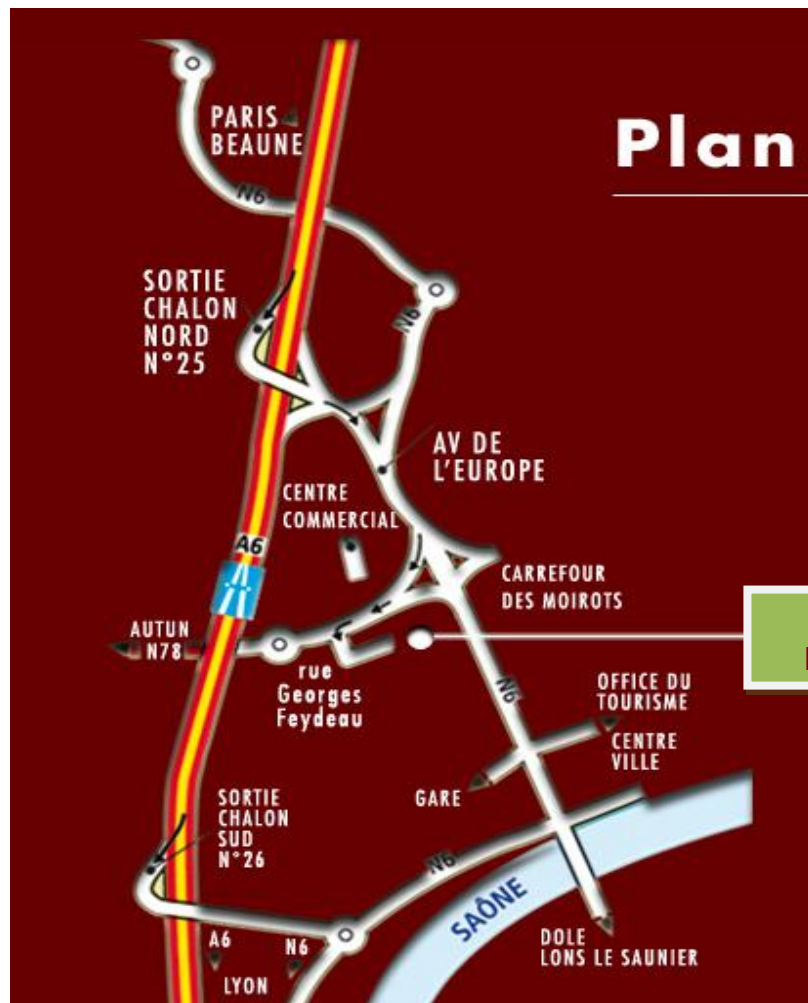 PARIS
BEAUNE
Plan
N6
SORTIE
CHALON
NORD
N°25
N6
AV DE
L'EUROPE
CENTRE
COMMERCIAL
A6
CARREFOUR
DES MOIROTS
AUTUN
N78
rue
Georges
Feydeau
N6
OFFICE DU
TOURISME
CENTRE
VILLE
GARE
SORTIE
CHALON
SUD
N°26
N6
SAÔNE
A6
N6
LYON
DOLE
LONS LE SAUNIER